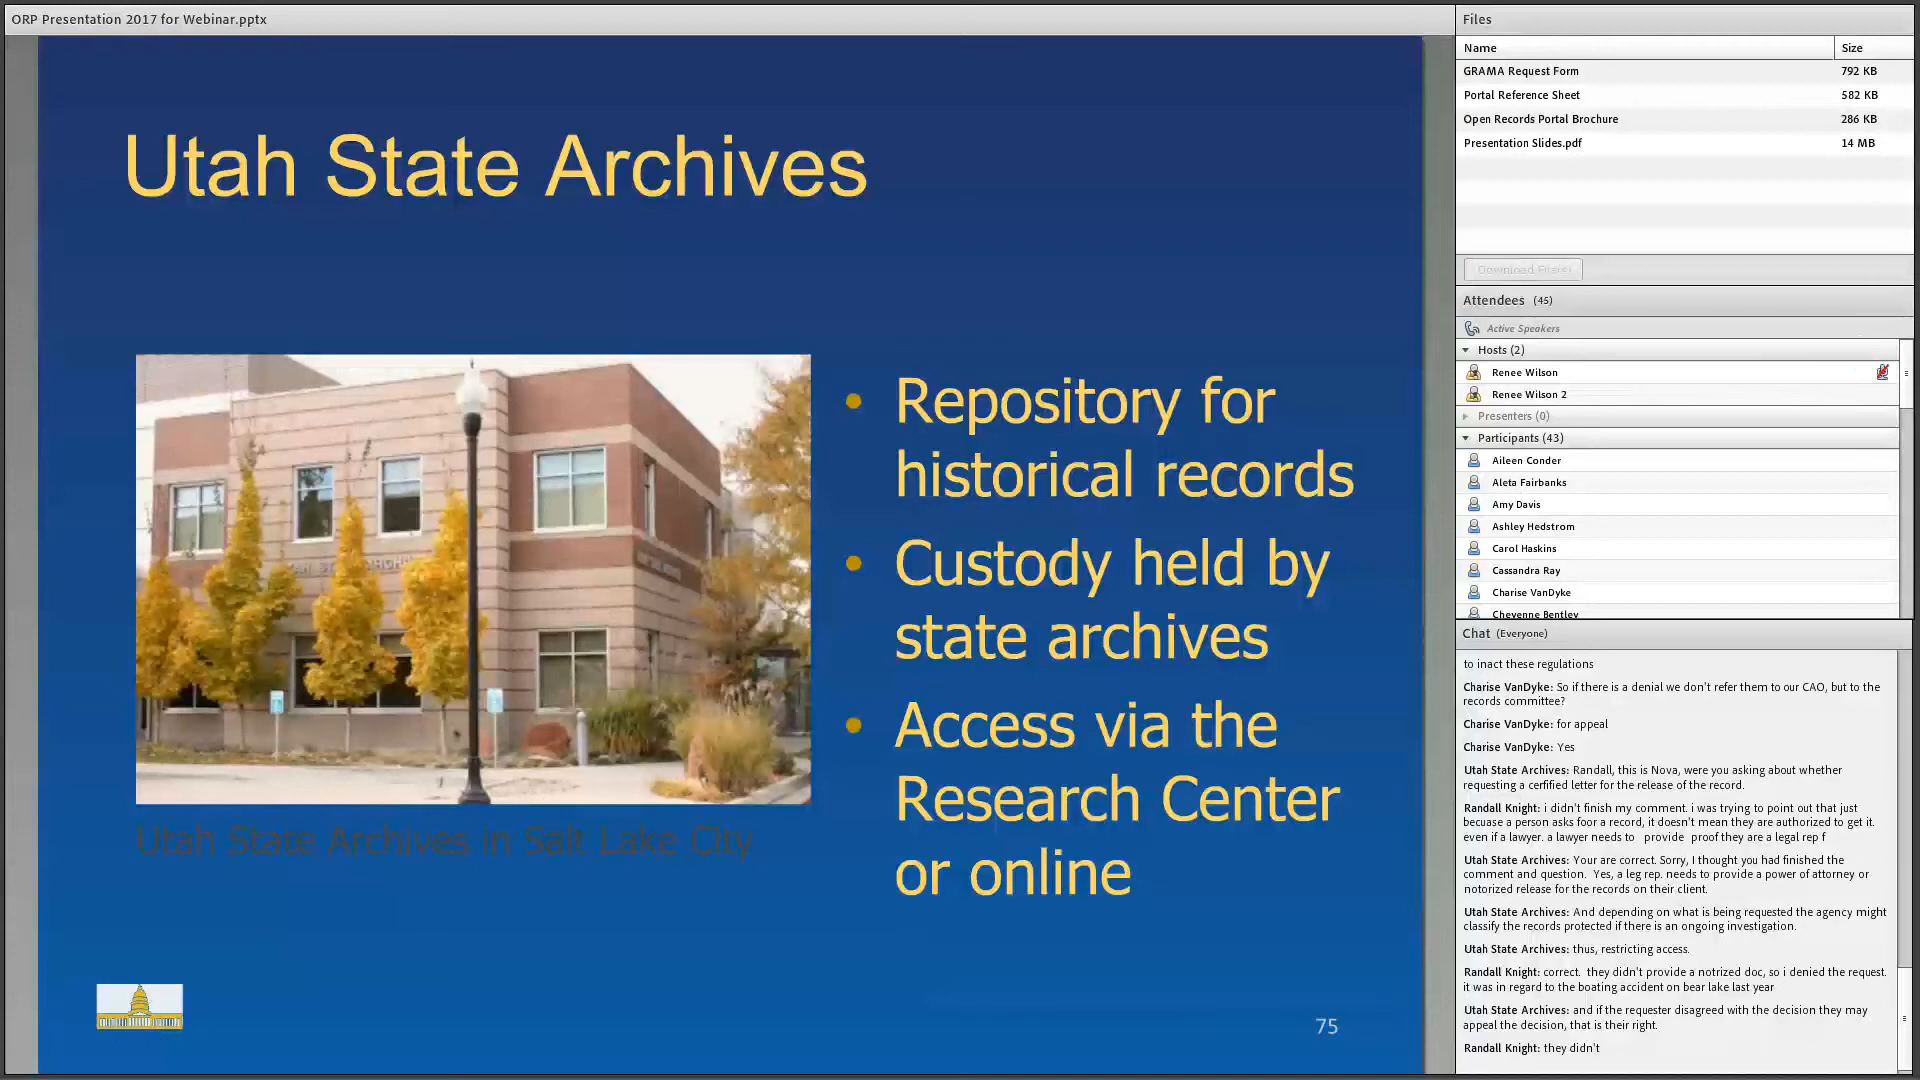 ORP Presentation 2017 for Webinar.pptx
Utah State Archives
Utah State Archives in Salt Lake City
Repository for
historical records
Custody held by
state archives
Access via the
Research Center
or online
75
Files
Name Size
GRAMA Request Form 792 KB
Portal Reference Sheet 582 KB
Open Records Portal Brochure 286 KB
Presentation Slides.pdf 14 MB
Download File(s)
Attendees (45)
Active Speakers
Hosts (2)
Renee Wilson
Renee Wilson 2
Presenters (0)
Participants (43)
Aileen Conder
Aleta Fairbanks
Amy Davis
Ashley Hedstrom
Carol Haskins
Cassandra Ray
Charise VanDyke
Cheyenne Bentley
Chat (Everyone)
to inact these regulations
Charise VanDyke: So if there is a denial we don't refer them to our CAO, but to the
records committee?
Charise VanDyke: for appeal
Charise VanDyke: Yes
Utah State Archives: Randall, this is Nova, were you asking about whether
requesting a cerfified letter for the release of the record.
Randall Knight: i didn't finish my comment. i was trying to point out that just
becuase a person asks foor a record, it doesn't mean they are authorized to get it.
even if a lawyer. a lawyer needs to provide proof they are a legal rep f
Utah State Archives: Your are correct. Sorry, I thought you had finished the
comment and question. Yes, a leg rep. needs to provide a power of attorney or
notorized release for the records on their client.
Utah State Archives: And depending on what is being requested the agency might
classify the records protected if there is an ongoing investigation.
Utah State Archives: thus, restricting access.
Randall Knight: correct. they didn't provide a notrized doc, so i denied the request.
it was in regard to the boating accident on bear lake last year
Utah State Archives: and if the requester disagreed with the decision they may
appeal the decision, that is their right.
Randall Knight: they didn't